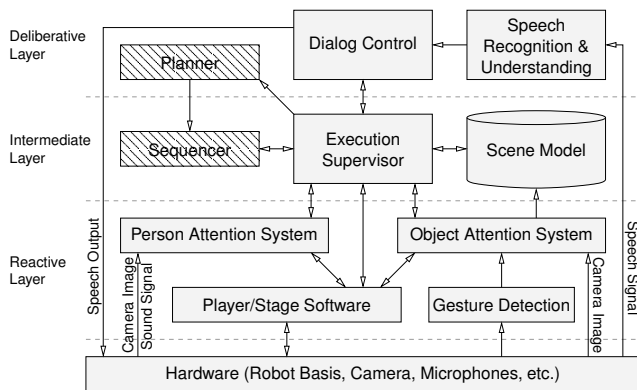 Deliberative
Layer
Planner
Dialog Control
Speech
Recognition &
Understanding
Intermediate
Layer
Sequencer
Execution
Supervisor
Scene Model
Reactive
Layer
Speech Output
Camera Image
Sound Signal
Person Attention System
Object Attention System
Player/Stage Software
Gesture Detection
Camera Image
Speech Signal
Hardware (Robot Basis, Camera, Microphones, etc.)